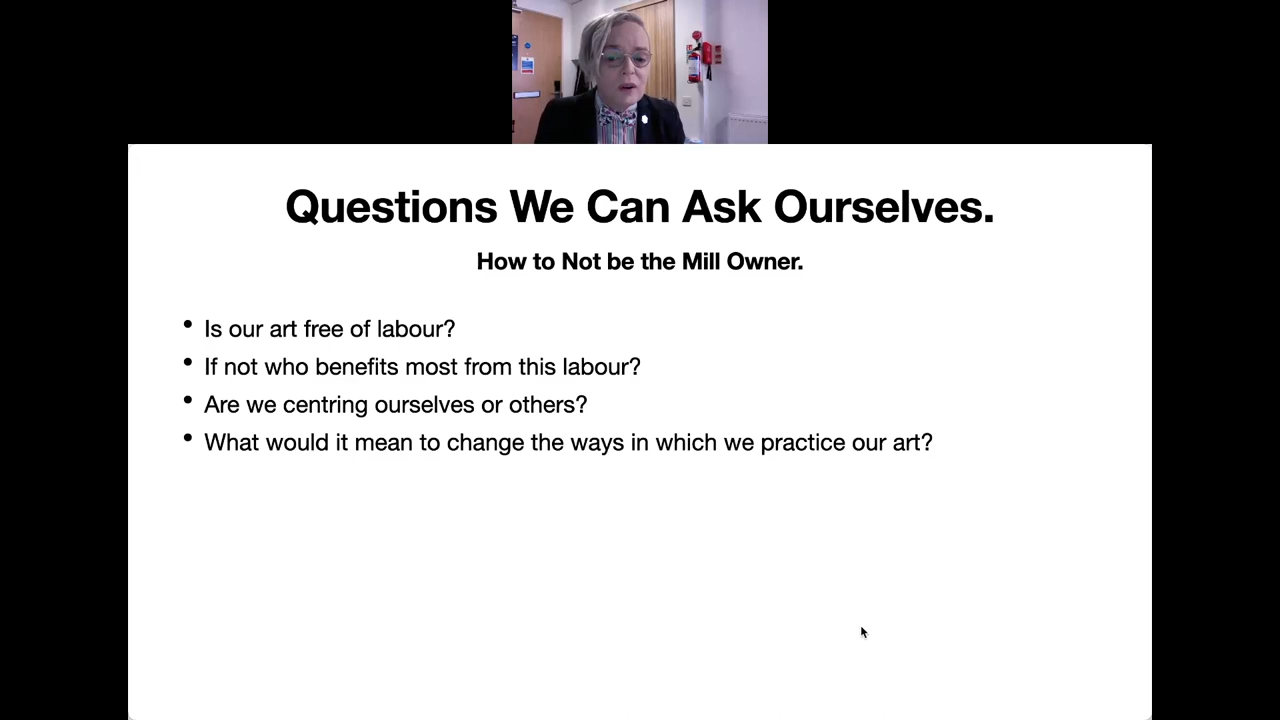 Questions We Can Ask Ourselves.
How to Not be the Mill Owner.
• Is our art free of labour?
• If not who benefits most from this labour?
• Are we centring ourselves or others?
• What would it mean to change the ways in which we practice our art?